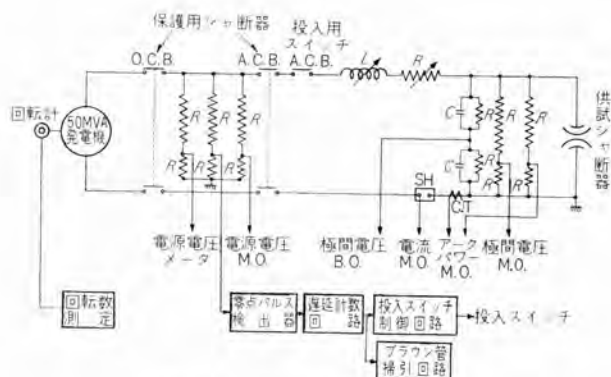 保護用シャ断器
投入用
スイッチ
O.C.B.
A.C.B.
A.C.B.
L
R
回転計
50MVA
発電機
R
R
R
R
R
R
C
R
R
R
C
R
R
R
供試シャ断器
SH
C.T
電源電圧
メータ
電源電圧
M.O.
極間電圧
B.O.
電流
M.O.
アーク
パワー
M.O.
極間電圧
M.O.
回転数
測定
零点パルス
検出器
遅延計数
回路
投入スイッチ
制御回路
投入スイッチ
ブラウン管
掃引回路